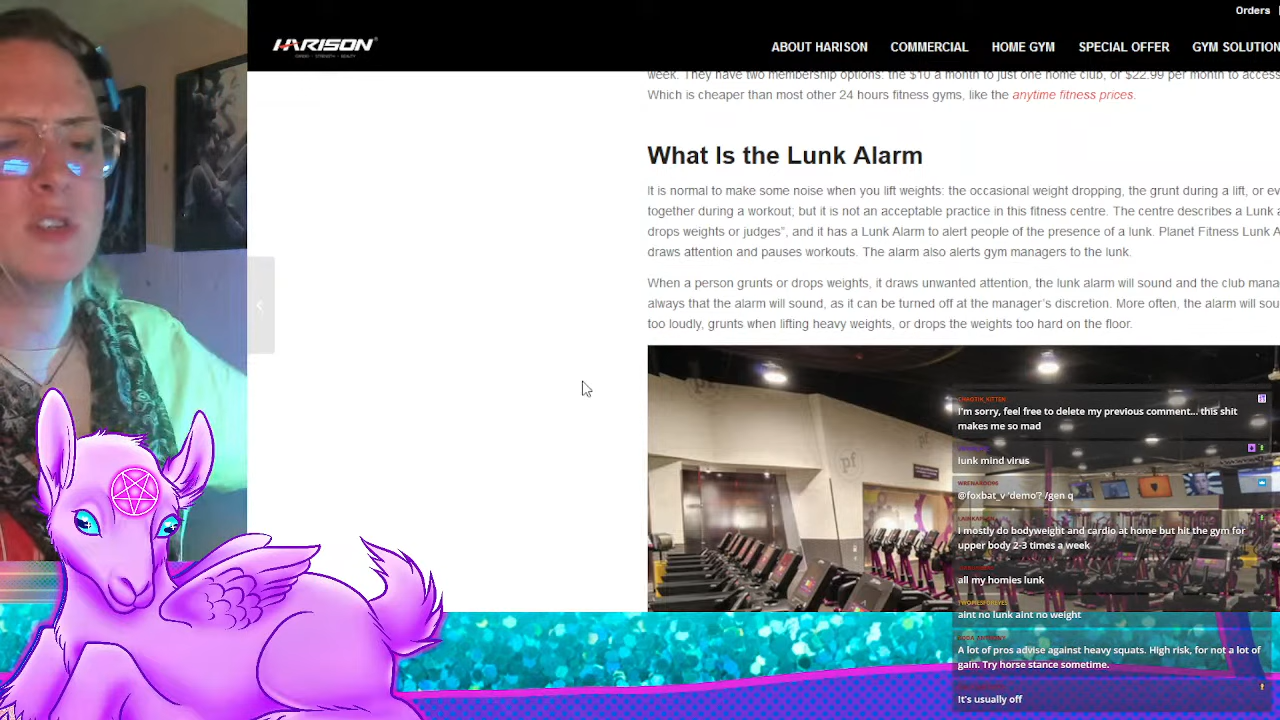 Orders
HARISON
ABOUT HARISON COMMERCIAL HOME GYM SPECIAL OFFER GYM SOLUTION
week. They have two membership options: the $10 a month to just one home club, or $22.99 per month to access
Which is cheaper than most other 24 hours fitness gyms, like the anytime fitness prices.
What Is the Lunk Alarm
It is normal to make some noise when you lift weights: the occasional weight dropping, the grunt during a lift, or ev
together during a workout; but it is not an acceptable practice in this fitness centre. The centre describes a Lunk a
drops weights or judges”, and it has a Lunk Alarm to alert people of the presence of a lunk. Planet Fitness Lunk A
draws attention and pauses workouts. The alarm also alerts gym managers to the lunk.
When a person grunts or drops weights, it draws unwanted attention, the lunk alarm will sound and the club mana
always that the alarm will sound, as it can be turned off at the manager’s discretion. More often, the alarm will sou
too loudly, grunts when lifting heavy weights, or drops the weights too hard on the floor.
pf
pf
CHAOTIK_KITTEN
I'm sorry, feel free to delete my previous comment... this shit
makes me so mad
lunk mind virus
@foxbat_v 'demo'? /gen q
I mostly do bodyweight and cardio at home but hit the gym for
upper body 2-3 times a week
all my homies lunk
aint no lunk aint no weight
A lot of pros advise against heavy squats. High risk, for not a lot of
gain. Try horse stance sometime.
It's usually off